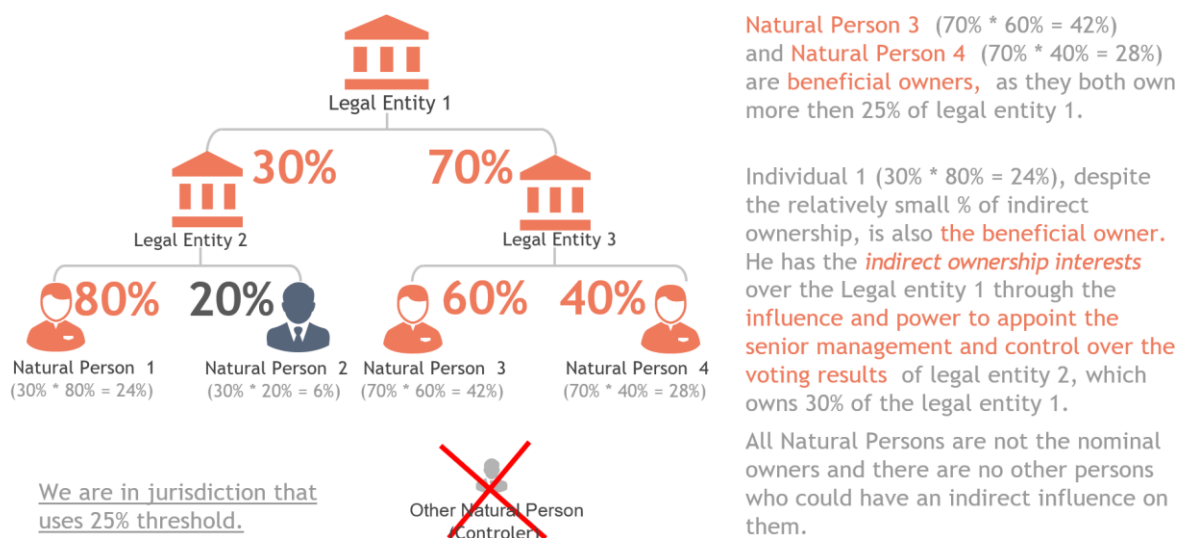 Legal Entity 1
30%
70%
Legal Entity 2
Legal Entity 3
80%
20%
60%
40%
Natural Person 1
(30% * 80% = 24%)
Natural Person 2
(30% * 20% = 6%)
Natural Person 3
(70% * 60% = 42%)
Natural Person 4
(70% * 40% = 28%)
We are in jurisdiction that
uses 25% threshold.
Other Natural Person
(Controler)
Natural Person 3 (70% * 60% = 42%)
and Natural Person 4 (70% * 40% = 28%)
are beneficial owners, as they both own
more then 25% of legal entity 1.
Individual 1 (30% * 80% = 24%), despite
the relatively small % of indirect
ownership, is also the beneficial owner.
He has the indirect ownership interests
over the Legal entity 1 through the
influence and power to appoint the
senior management and control over the
voting results of legal entity 2, which
owns 30% of the legal entity 1.
All Natural Persons are not the nominal
owners and there are no other persons
who could have an indirect influence on
them.